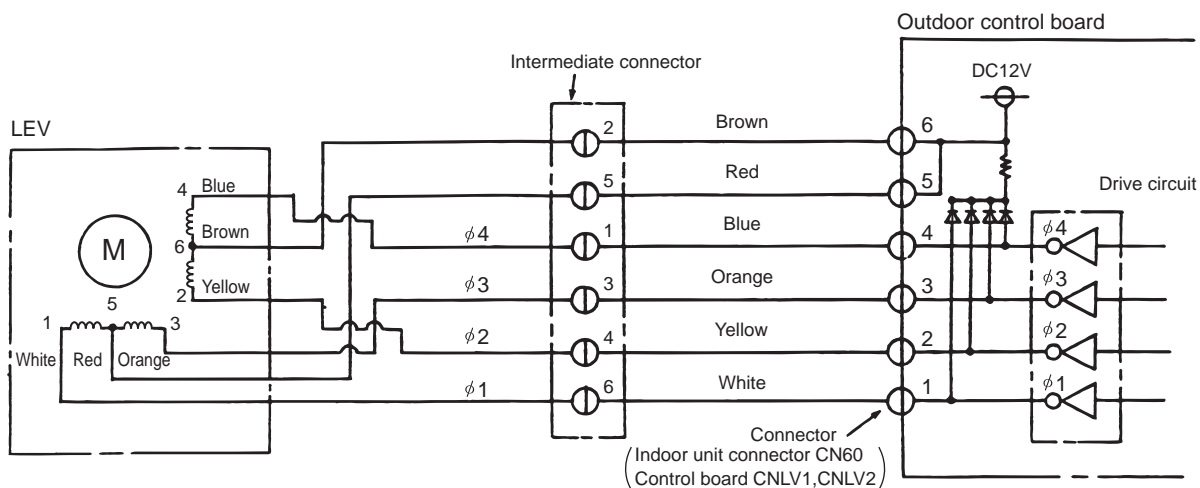 Outdoor control board
Intermediate connector
DC12V
LEV
2
Brown
6
5
Red
5
Drive circuit
4
Blue
Brown
6
Yellow
2
M
ϕ4
1
Blue
4
ϕ4
ϕ3
3
Orange
3
ϕ3
5
1
3
White
Red
Orange
ϕ2
4
Yellow
2
ϕ2
ϕ1
6
White
1
ϕ1
Connector
(Indoor unit connector CN60
Control board CNLV1,CNLV2)